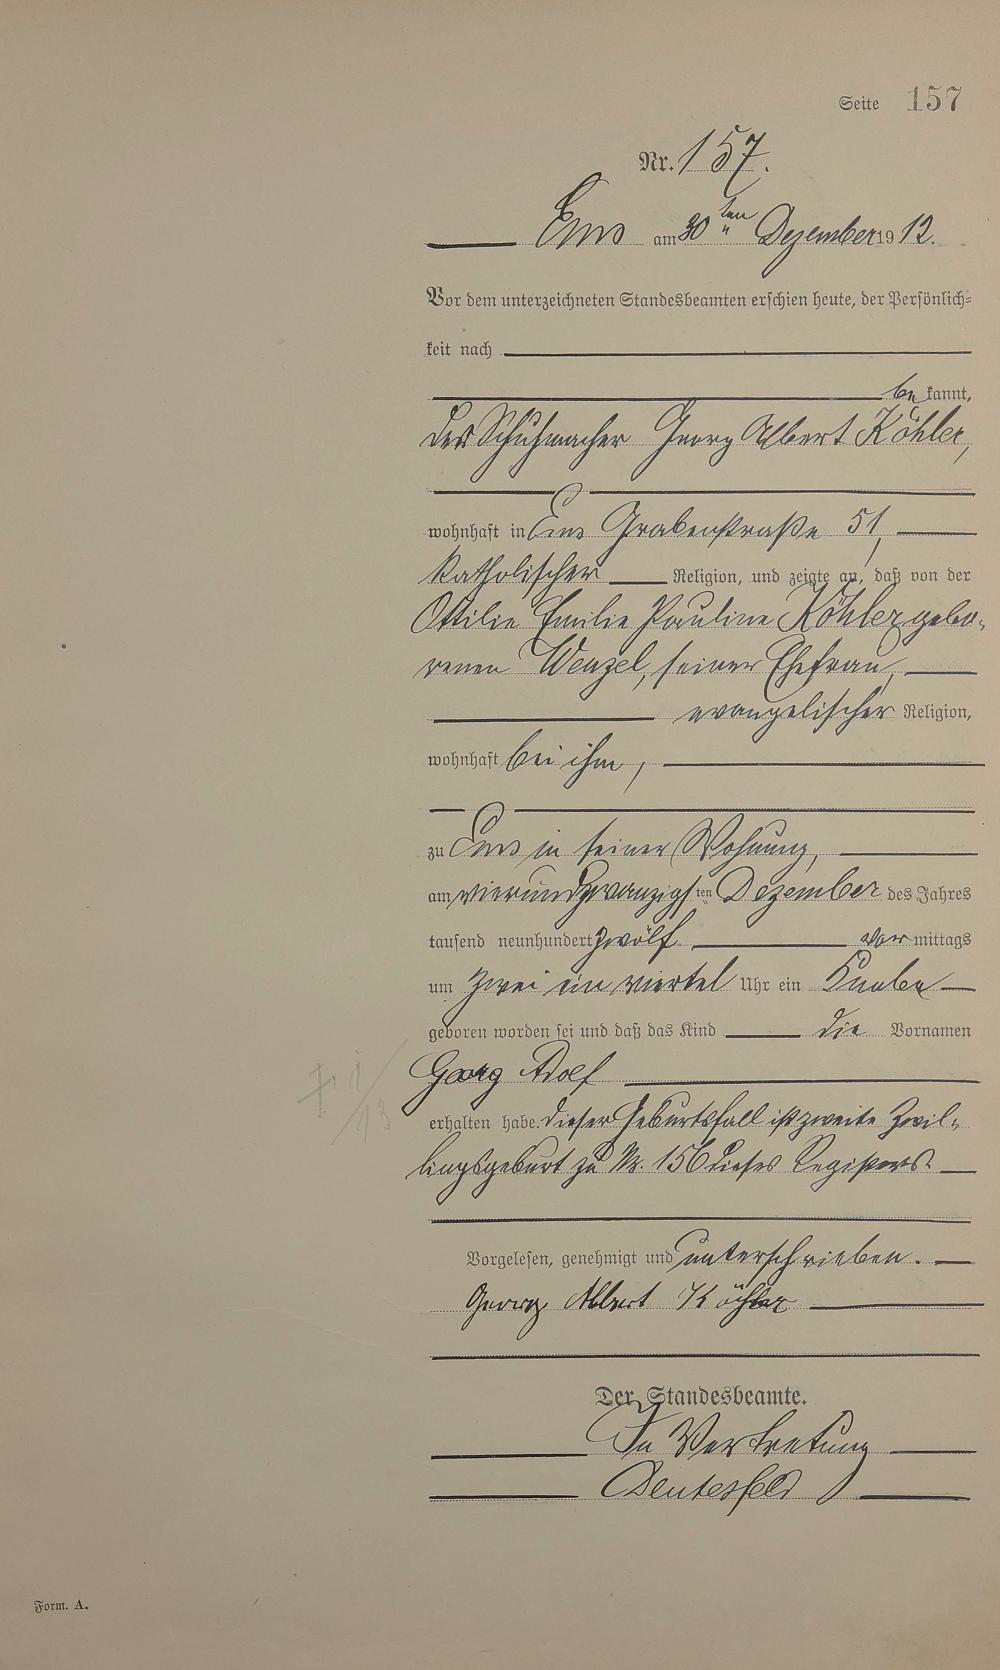 Seite 157
Nr. 157.
Ems am 30ten Dezember 1912.
Vor dem unterzeichneten Standesbeamten erschien heute, der Persönlich=
keit nach
be kannt,
der Schuhmacher Georg Albert Köhler,
wohnhaft in Ems Grabenstraße 51,
katholischer Religion, und zeigte an, daß von der
Ottilie Emilie Pauline Köhler gebo-
renen Wenzel, seiner Ehefrau,
evangelischer Religion,
wohnhaft bei ihm,
zu Ems in seiner Wohnung,
am vierundzwanzigsten Dezember des Jahres
tausend neunhundert zwölf vor mittags
um zwei ein viertel Uhr ein Knabe
geboren worden sei und daß das Kind die Vornamen
Georg Adolf
erhalten habe. Dieser Geburtsfall ist zweite Zwil-
lingsgeburt zu Nr. 156 dieses Registers.
Vorgelesen, genehmigt und unterschrieben.
Georg Albert Köhler
Der Standesbeamte.
In Vertretung
Form. A.